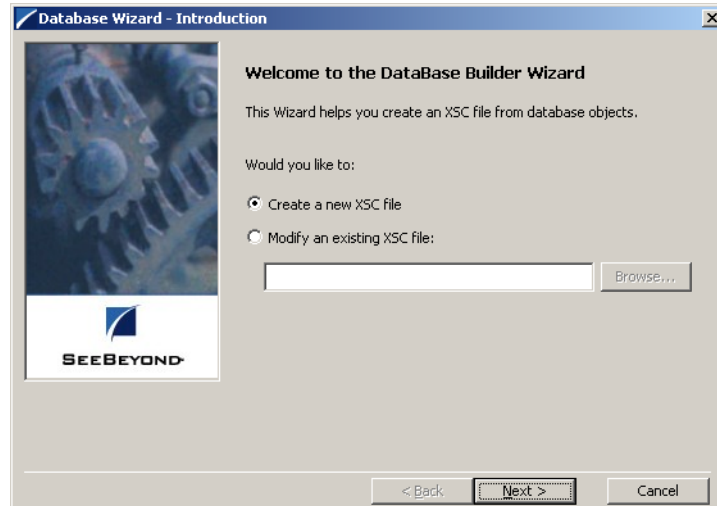 Database Wizard - Introduction
Welcome to the DataBase Builder Wizard
This Wizard helps you create an XSC file from database objects.
Would you like to:
Create a new XSC file
Modify an existing XSC file:
Browse...
SEEBEYOND
< Back
Next >
Cancel